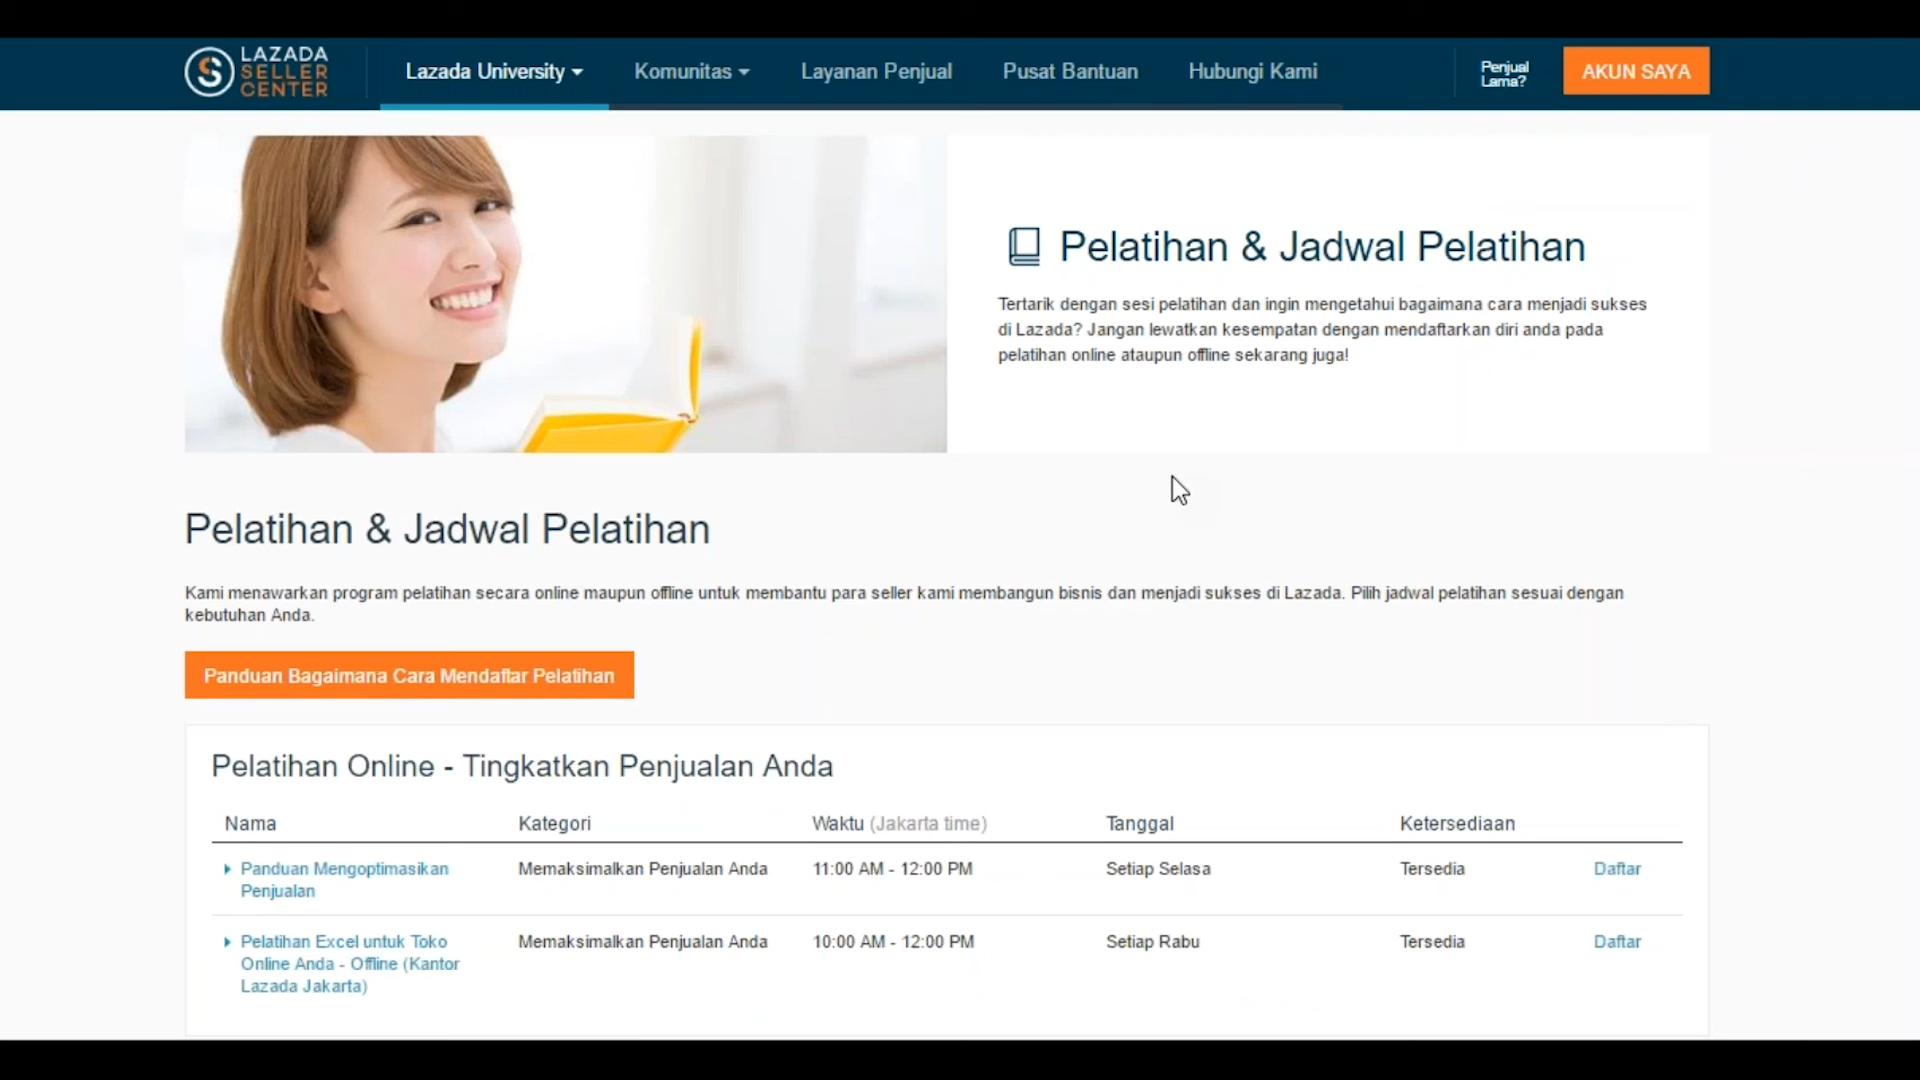 LAZADA
SELLER
CENTER
Lazada University
Komunitas
Layanan Penjual
Pusat Bantuan
Hubungi Kami
Penjual
Lama?
AKUN SAYA
Pelatihan & Jadwal Pelatihan
Tertarik dengan sesi pelatihan dan ingin mengetahui bagaimana cara menjadi sukses
di Lazada? Jangan lewatkan kesempatan dengan mendaftarkan diri anda pada
pelatihan online ataupun offline sekarang juga!
Pelatihan & Jadwal Pelatihan
Kami menawarkan program pelatihan secara online maupun offline untuk membantu para seller kami membangun bisnis dan menjadi sukses di Lazada. Pilih jadwal pelatihan sesuai dengan
kebutuhan Anda.
Panduan Bagaimana Cara Mendaftar Pelatihan
Pelatihan Online - Tingkatkan Penjualan Anda
Nama Kategori Waktu (Jakarta time) Tanggal Ketersediaan
Panduan Mengoptimasikan Memaksimalkan Penjualan Anda 11:00 AM - 12:00 PM Setiap Selasa Tersedia Daftar
Penjualan
Pelatihan Excel untuk Toko Memaksimalkan Penjualan Anda 10:00 AM - 12:00 PM Setiap Rabu Tersedia Daftar
Online Anda - Offline (Kantor
Lazada Jakarta)